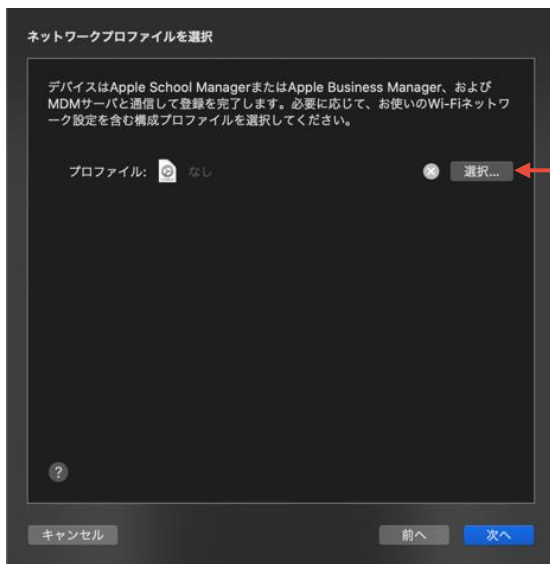 ネットワークプロファイルを選択
デバイスはApple School ManagerまたはApple Business Manager、および
MDMサーバと通信して登録を完了します。必要に応じて、お使いのWi-Fiネットワ
ーク設定を含む構成プロファイルを選択してください。
プロファイル: なし 選択...
?
キャンセル 前へ 次へ